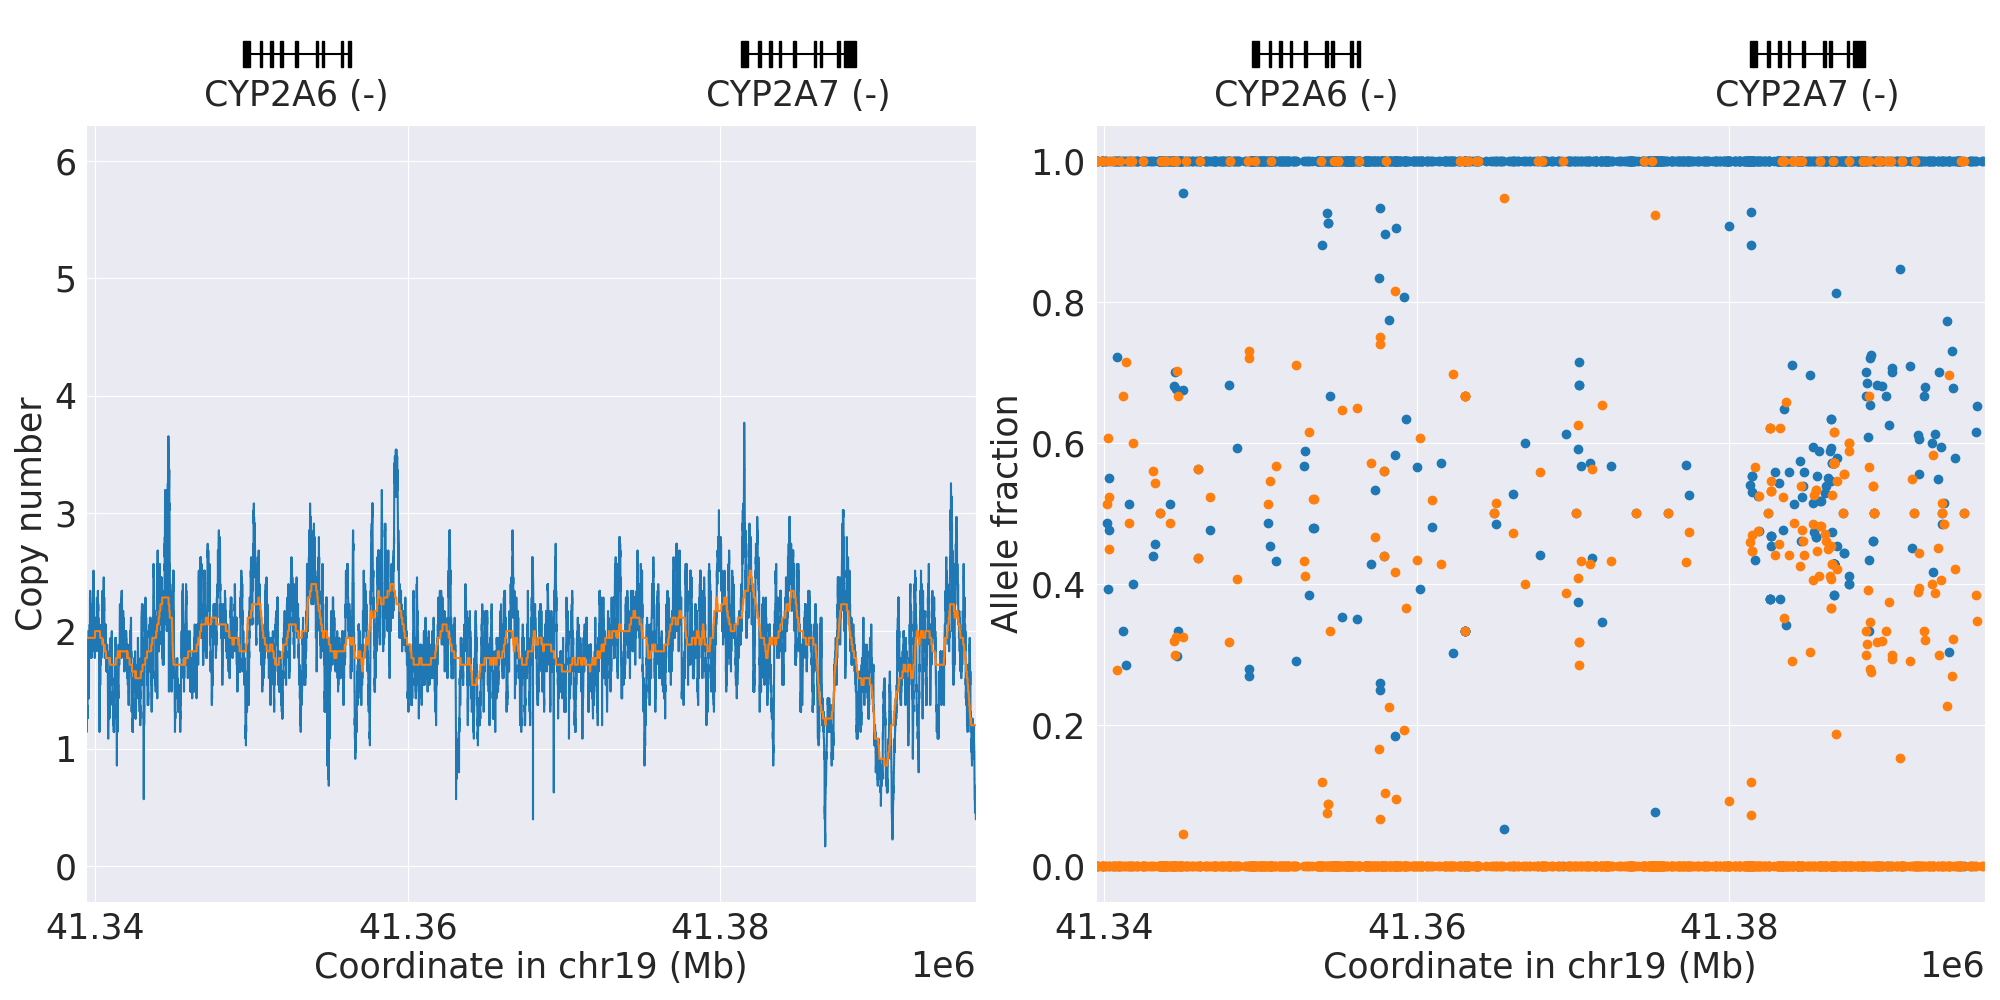 CYP2A6 (-)
CYP2A7 (-)
6
5
4
3
2
1
0
Copy number
41.34
41.36
41.38
Coordinate in chr19 (Mb)
1e6
CYP2A6 (-)
CYP2A7 (-)
1.0
0.8
0.6
0.4
0.2
0.0
Allele fraction
41.34
41.36
41.38
Coordinate in chr19 (Mb)
1e6